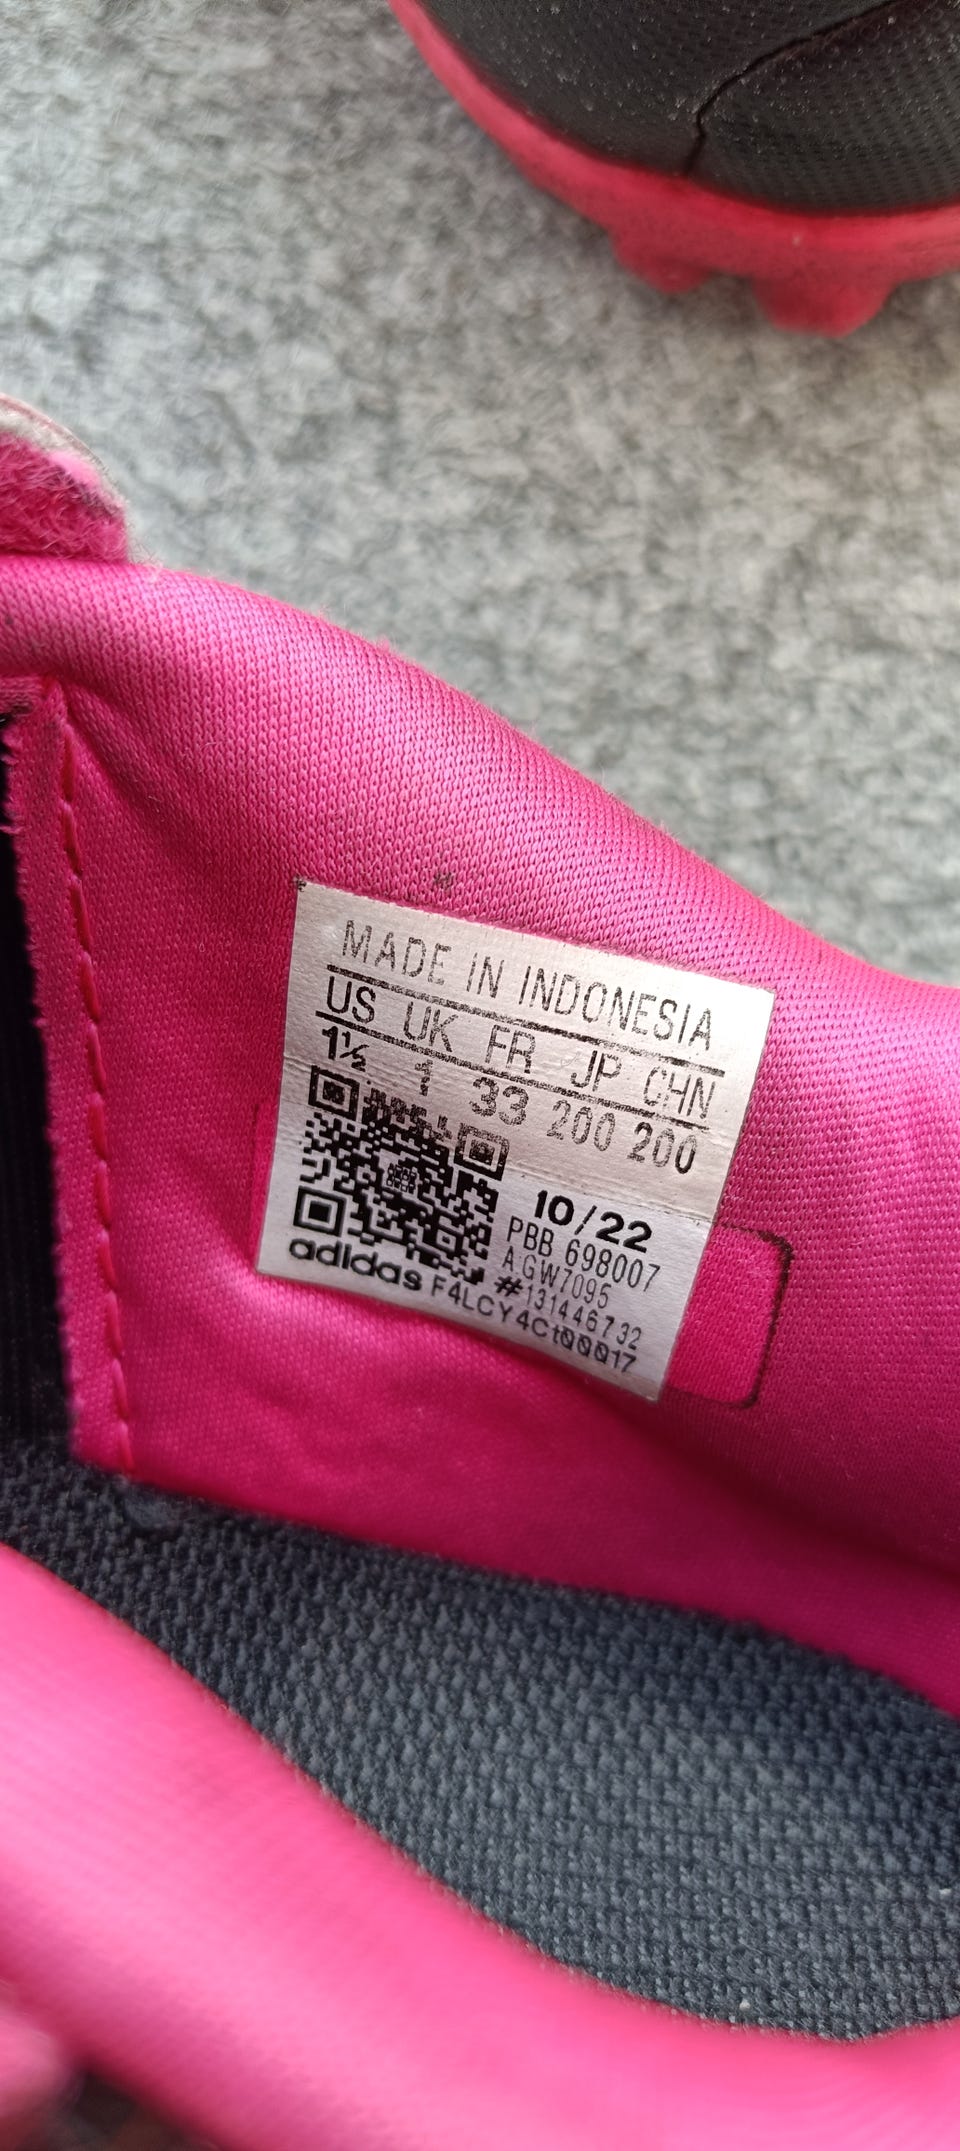 MADE IN INDONESIA
US UK FR JP CHN
1½ 1 33 200 200
10/22
PBB 698007
A.GW7095
#131446732
adidas F4LCY4Ct00017